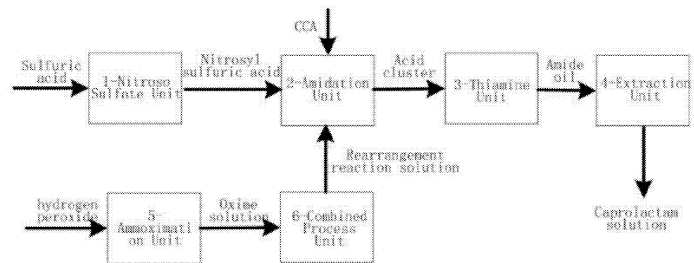 CCA
Sulfuric
acid
1-Nitroso
Sulfate Unit
Nitrosyl
sulfuric acid
2-Amidation
Unit
Acid
cluster
3-Thiamine
Unit
Amide
oil
4-Extraction
Unit
Rearrangement
reaction solution
hydrogen
peroxide
5-
Ammoximati
on Unit
Oxime
solution
6-Combined
Process
Unit
Caprolactam
solution